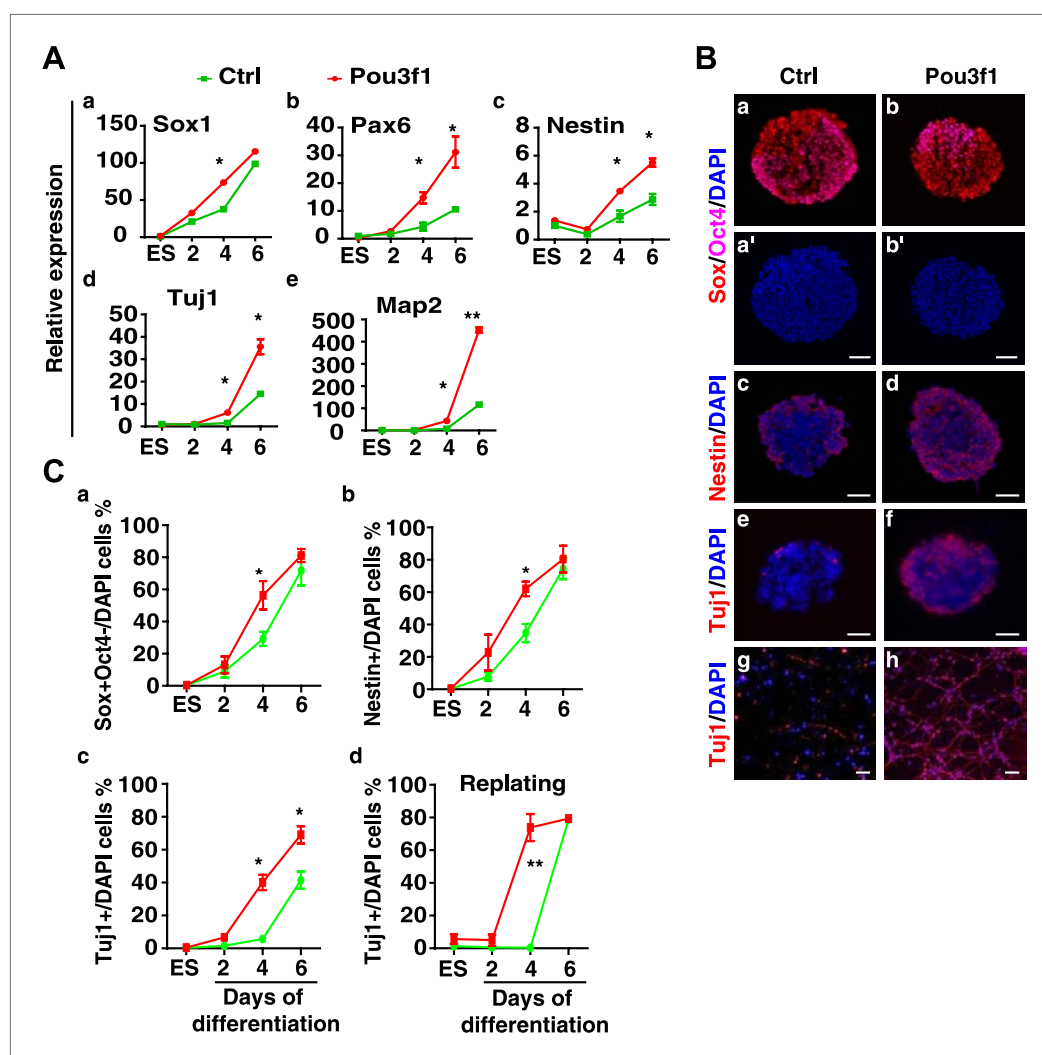 A
Ctrl Pou3f1
Relative expression
a
Sox1
150
100
50
0
ES 2 4 6
*
b
Pax6
40
30
20
10
0
ES 2 4 6
* *
c
Nestin
8
6
4
2
0
ES 2 4 6
* *
d
Tuj1
50
40
30
20
10
0
ES 2 4 6
* *
e
Map2
500
400
300
200
100
0
ES 2 4 6
* **
B
Ctrl Pou3f1
Sox/Oct4/DAPI
a b
a' b'
Nestin/DAPI
c d
Tuj1/DAPI
e f
Tuj1/DAPI
g h
C
a
Sox+Oct4-/DAPI cells %
100
80
60
40
20
0
ES 2 4 6
*
b
Nestin+/DAPI cells %
100
80
60
40
80
0
ES 2 4 6
*
c
Tuj1+/DAPI cells %
100
80
60
40
20
0
ES 2 4 6
* *
Days of
differentiation
d
Replating
Tuj1+/DAPI cells %
100
80
60
40
20
0
ES 2 4 6
**
Days of
differentiation